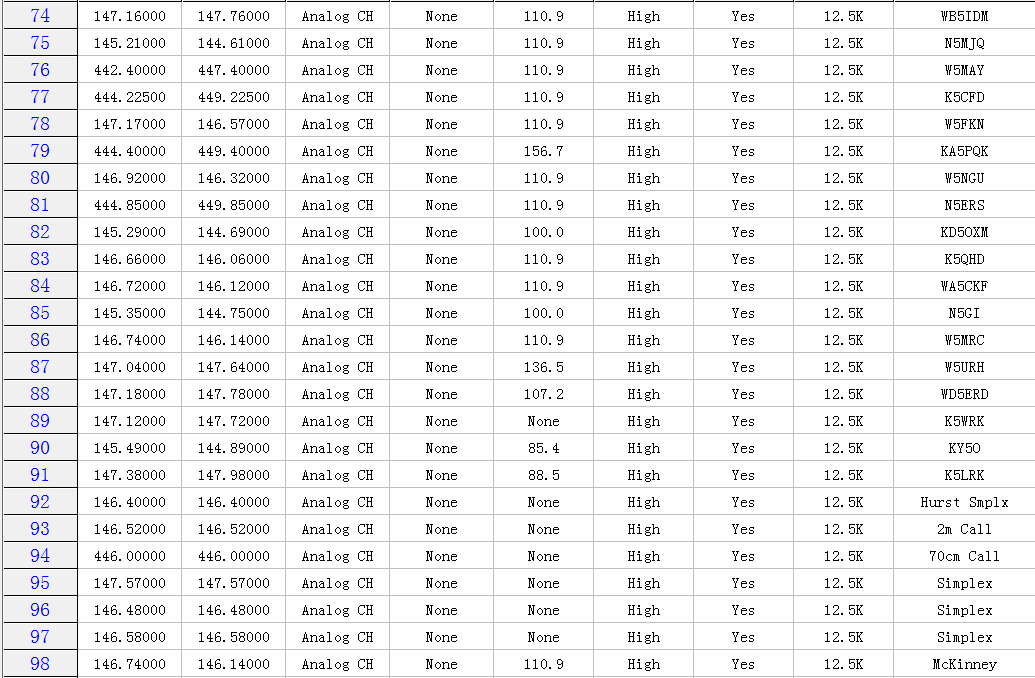 74 147.16000 147.76000 Analog CH None 110.9 High Yes 12.5K WB5IDM
75 145.21000 144.61000 Analog CH None 110.9 High Yes 12.5K N5MJQ
76 442.40000 447.40000 Analog CH None 110.9 High Yes 12.5K W5MAY
77 444.22500 449.22500 Analog CH None 110.9 High Yes 12.5K K5CFD
78 147.17000 146.57000 Analog CH None 110.9 High Yes 12.5K W5FKN
79 444.40000 449.40000 Analog CH None 156.7 High Yes 12.5K KA5PQK
80 146.92000 146.32000 Analog CH None 110.9 High Yes 12.5K W5NGU
81 444.85000 449.85000 Analog CH None 110.9 High Yes 12.5K N5ERS
82 145.29000 144.69000 Analog CH None 100.0 High Yes 12.5K KD5OXM
83 146.66000 146.06000 Analog CH None 110.9 High Yes 12.5K K5QHD
84 146.72000 146.12000 Analog CH None 110.9 High Yes 12.5K WA5CKF
85 145.35000 144.75000 Analog CH None 100.0 High Yes 12.5K N5GI
86 146.74000 146.14000 Analog CH None 110.9 High Yes 12.5K W5MRC
87 147.04000 147.64000 Analog CH None 136.5 High Yes 12.5K W5URH
88 147.18000 147.78000 Analog CH None 107.2 High Yes 12.5K WD5ERD
89 147.12000 147.72000 Analog CH None None High Yes 12.5K K5WRK
90 145.49000 144.89000 Analog CH None 85.4 High Yes 12.5K KY5O
91 147.38000 147.98000 Analog CH None 88.5 High Yes 12.5K K5LRK
92 146.40000 146.40000 Analog CH None None High Yes 12.5K Hurst Smplx
93 146.52000 146.52000 Analog CH None None High Yes 12.5K 2m Call
94 446.00000 446.00000 Analog CH None None High Yes 12.5K 70cm Call
95 147.57000 147.57000 Analog CH None None High Yes 12.5K Simplex
96 146.48000 146.48000 Analog CH None None High Yes 12.5K Simplex
97 146.58000 146.58000 Analog CH None None High Yes 12.5K Simplex
98 146.74000 146.14000 Analog CH None 110.9 High Yes 12.5K McKinney